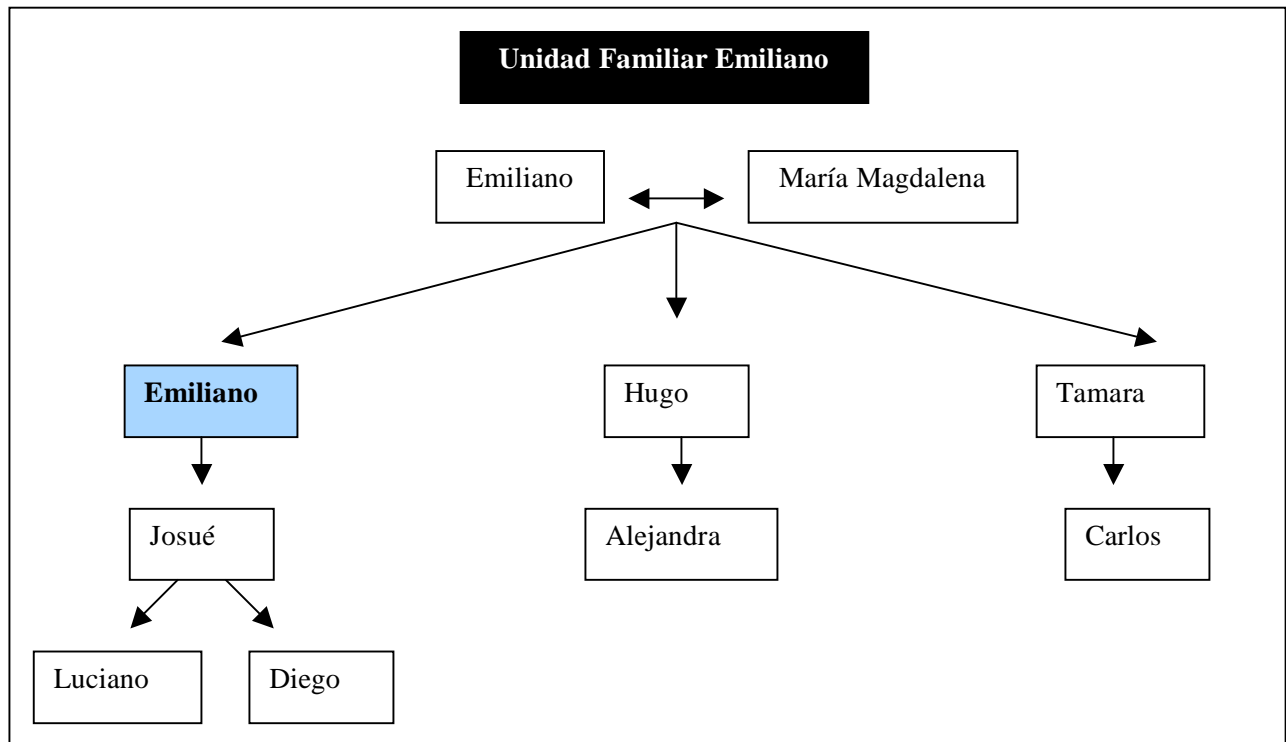 Unidad Familiar Emiliano
Emiliano
María Magdalena
Emiliano
Hugo
Tamara
Josué
Alejandra
Carlos
Luciano
Diego